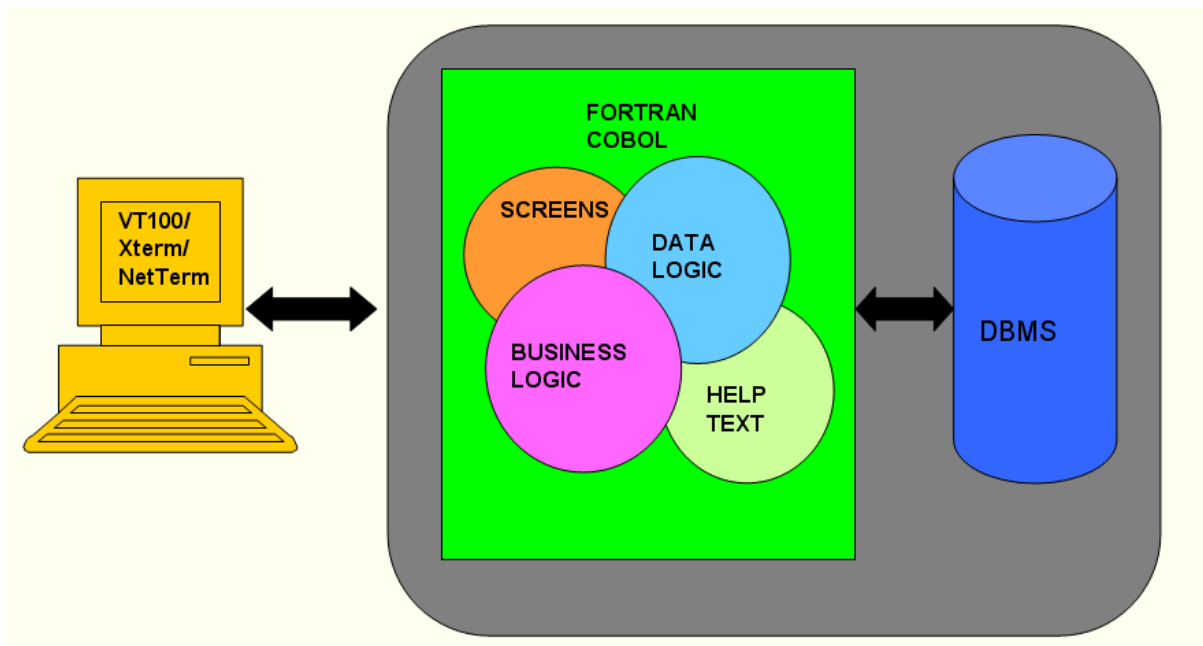 VT100/
Xterm/
NetTerm
FORTRAN
COBOL
SCREENS
DATA
LOGIC
BUSINESS
LOGIC
HELP
TEXT
DBMS